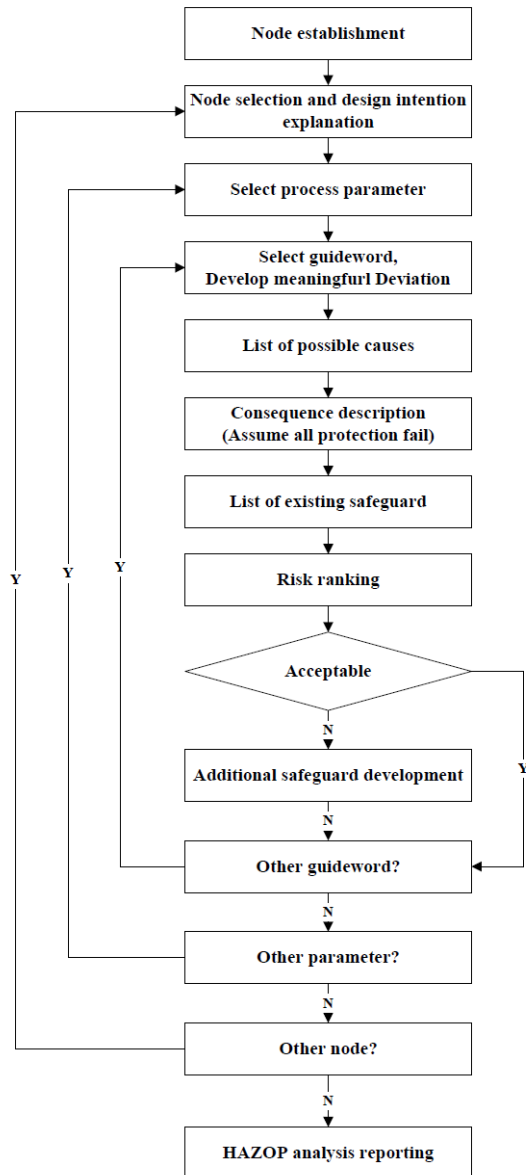 Node establishment
Node selection and design intention
explanation
Select process parameter
Select guideword,
Develop meaningfurl Deviation
List of possible causes
Consequence description
(Assume all protection fail)
List of existing safeguard
Y
Y
Y
Risk ranking
Acceptable
N
Additional safeguard development
Y
N
Other guideword?
N
Other parameter?
N
Other node?
N
HAZOP analysis reporting